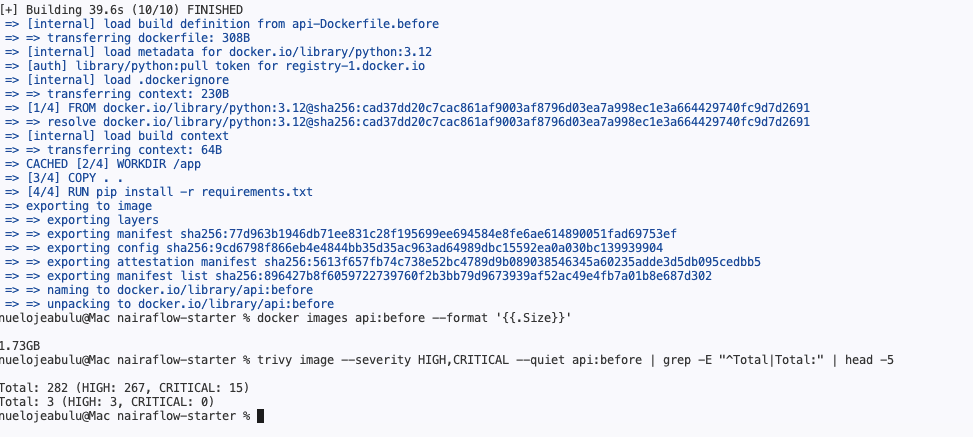 [+] Building 39.6s (10/10) FINISHED
=> [internal] load build definition from api-Dockerfile.before
=> => transferring dockerfile: 308B
=> [internal] load metadata for docker.io/library/python:3.12
=> [auth] library/python:pull token for registry-1.docker.io
=> [internal] load .dockerignore
=> => transferring context: 230B
=> [1/4] FROM docker.io/library/python:3.12@sha256:cad37dd20c7cac861af9003af8796d03ea7a998ec1e3a664429740fc9d7d2691
=> => resolve docker.io/library/python:3.12@sha256:cad37dd20c7cac861af9003af8796d03ea7a998ec1e3a664429740fc9d7d2691
=> [internal] load build context
=> => transferring context: 64B
=> CACHED [2/4] WORKDIR /app
=> [3/4] COPY . .
=> [4/4] RUN pip install -r requirements.txt
=> exporting to image
=> => exporting layers
=> => exporting manifest sha256:77d963b1946db71ee831c28f195699ee694584e8fe6ae614890051fad69753ef
=> => exporting config sha256:9cd6798f866eb4e4844bb35d35ac963ad64989dbc15592ea0a030bc139939904
=> => exporting attestation manifest sha256:5613f657fb74c738e52bc4789d9b089038546345a60235adde3d5db095cedbb5
=> => exporting manifest list sha256:896427b8f6059722739760f2b3bb79d9673939af52ac49e4fb7a01b8e687d302
=> => naming to docker.io/library/api:before
=> => unpacking to docker.io/library/api:before
nuelojeabulu@Mac nairaflow-starter % docker images api:before --format '{{.Size}}'
1.73GB
nuelojeabulu@Mac nairaflow-starter % trivy image --severity HIGH,CRITICAL --quiet api:before | grep -E "^Total|Total:" | head -5
Total: 282 (HIGH: 267, CRITICAL: 15)
Total: 3 (HIGH: 3, CRITICAL: 0)
nuelojeabulu@Mac nairaflow-starter %